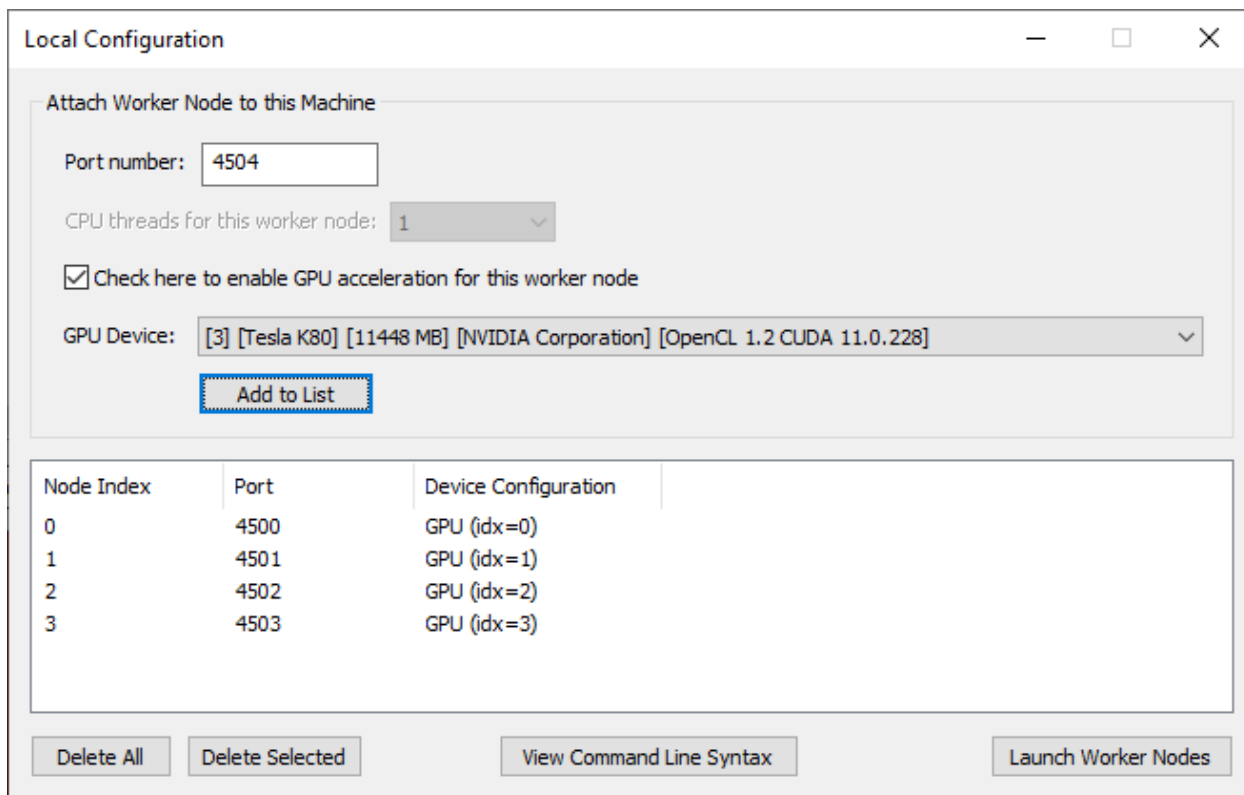 Local Configuration
Attach Worker Node to this Machine
Port number: 4504
CPU threads for this worker node: 1
Check here to enable GPU acceleration for this worker node
GPU Device: [3] [Tesla K80] [11448 MB] [NVIDIA Corporation] [OpenCL 1.2 CUDA 11.0.228]
Add to List
Node Index Port Device Configuration
0 4500 GPU (idx=0)
1 4501 GPU (idx=1)
2 4502 GPU (idx=2)
3 4503 GPU (idx=3)
Delete All Delete Selected View Command Line Syntax Launch Worker Nodes